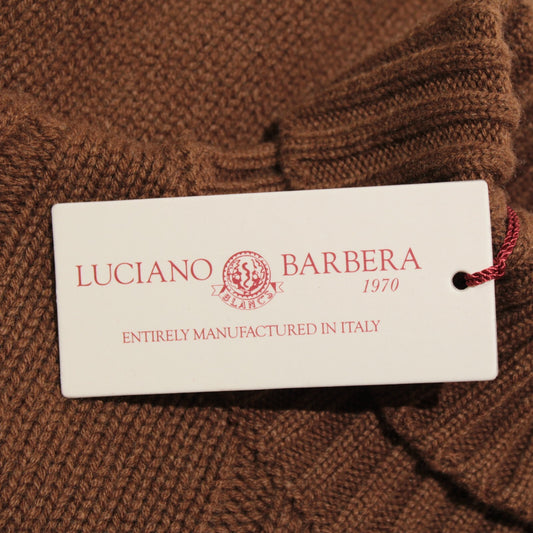 LUCIANO BARBERA
BLANCS
1970
ENTIRELY MANUFACTURED IN ITALY